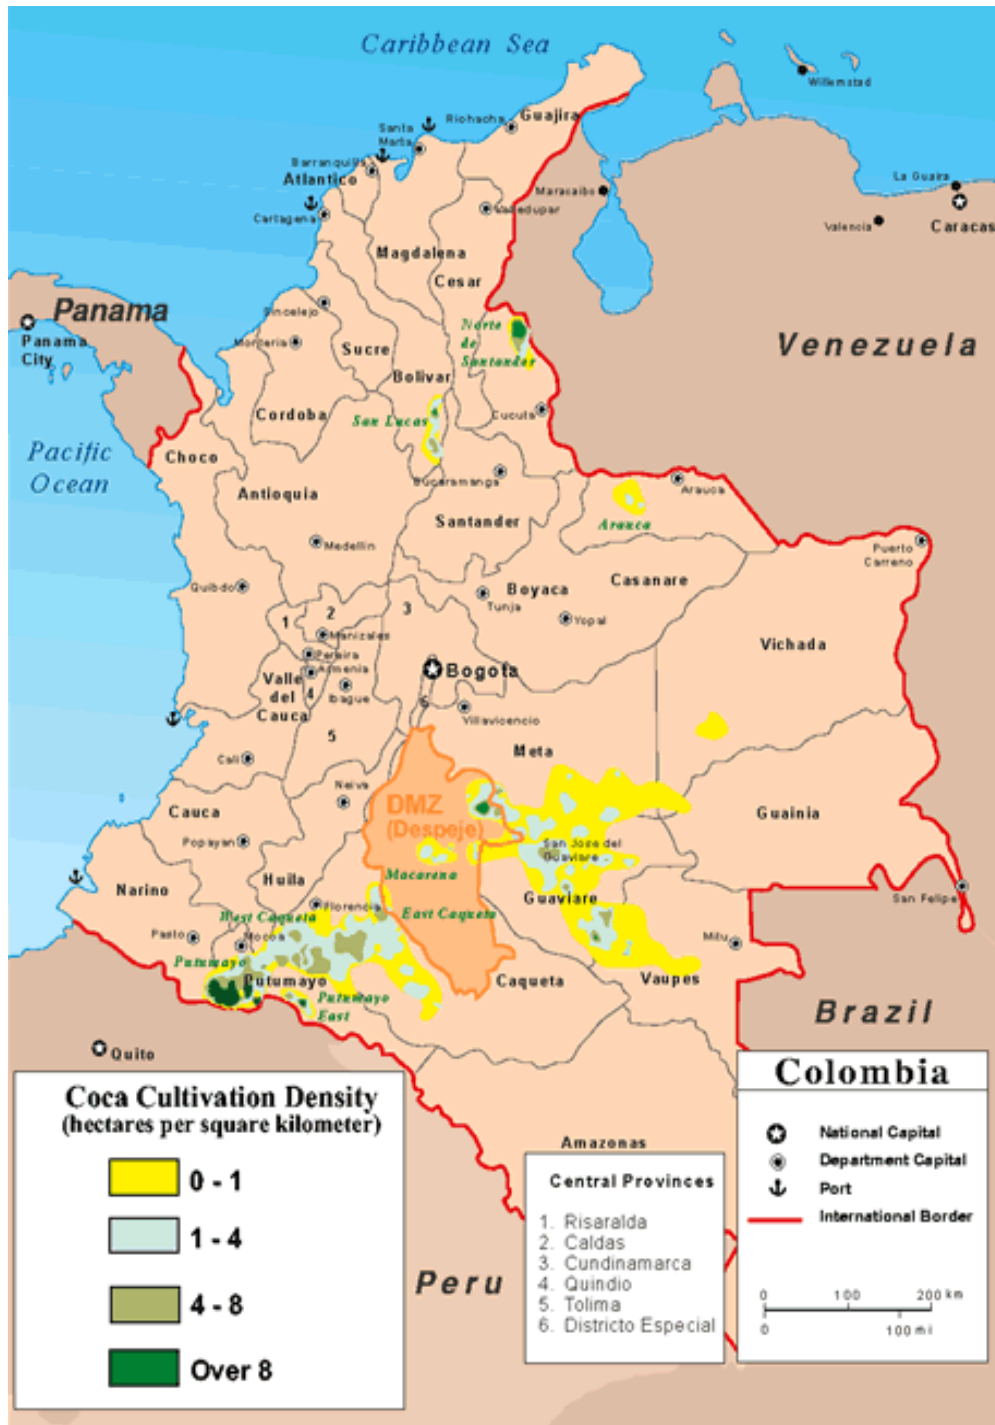 Caribbean Sea
Willemstad
Guajira
Riohacha
Santa
Marta
Barranquilla
Atlantico
Cartagena
Maracaibo
La Guaira
Valledupar
Valencia
Caracas
Magdalena
Cesar
Panama
Panama
City
Sincelejo
Norte
de
Santander
Monteria
Sucre
Venezuela
Bolivar
Cordoba
San Lucas
Cucuta
Pacific
Ocean
Choco
Bucaramanga
Antioquia
Arauca
Santander
Arauca
Medellin
Puerto
Carreno
Quibdo
Boyaca
Casanare
Tunja
Yopal
1
2
3
Manizales
Pereira
Armenia
Vichada
Valle
del
Cauca
4
Ibague
Bogota
6
Villavicencio
5
Meta
Cali
Neiva
DMZ
(Despeje)
Cauca
Guainia
Popayan
San Jose del
Guaviare
Macarena
Narino
Huila
Guaviare
San Felipe
Florencia
West Caqueta
East Caqueta
Pasto
Mocoa
Mitu
Putumayo
Putumayo
Caqueta
Vaupes
Putumayo
East
Brazil
Quito
Coca Cultivation Density
(hectares per square kilometer)
0 - 1
1 - 4
4 - 8
Over 8
Peru
Amazonas
Central Provinces
1. Risaralda
2. Caldas
3. Cundinamarca
4. Quindio
5. Tolima
6. Districto Especial
Colombia
National Capital
Department Capital
Port
International Border
0 100 200 km
0 100 mi